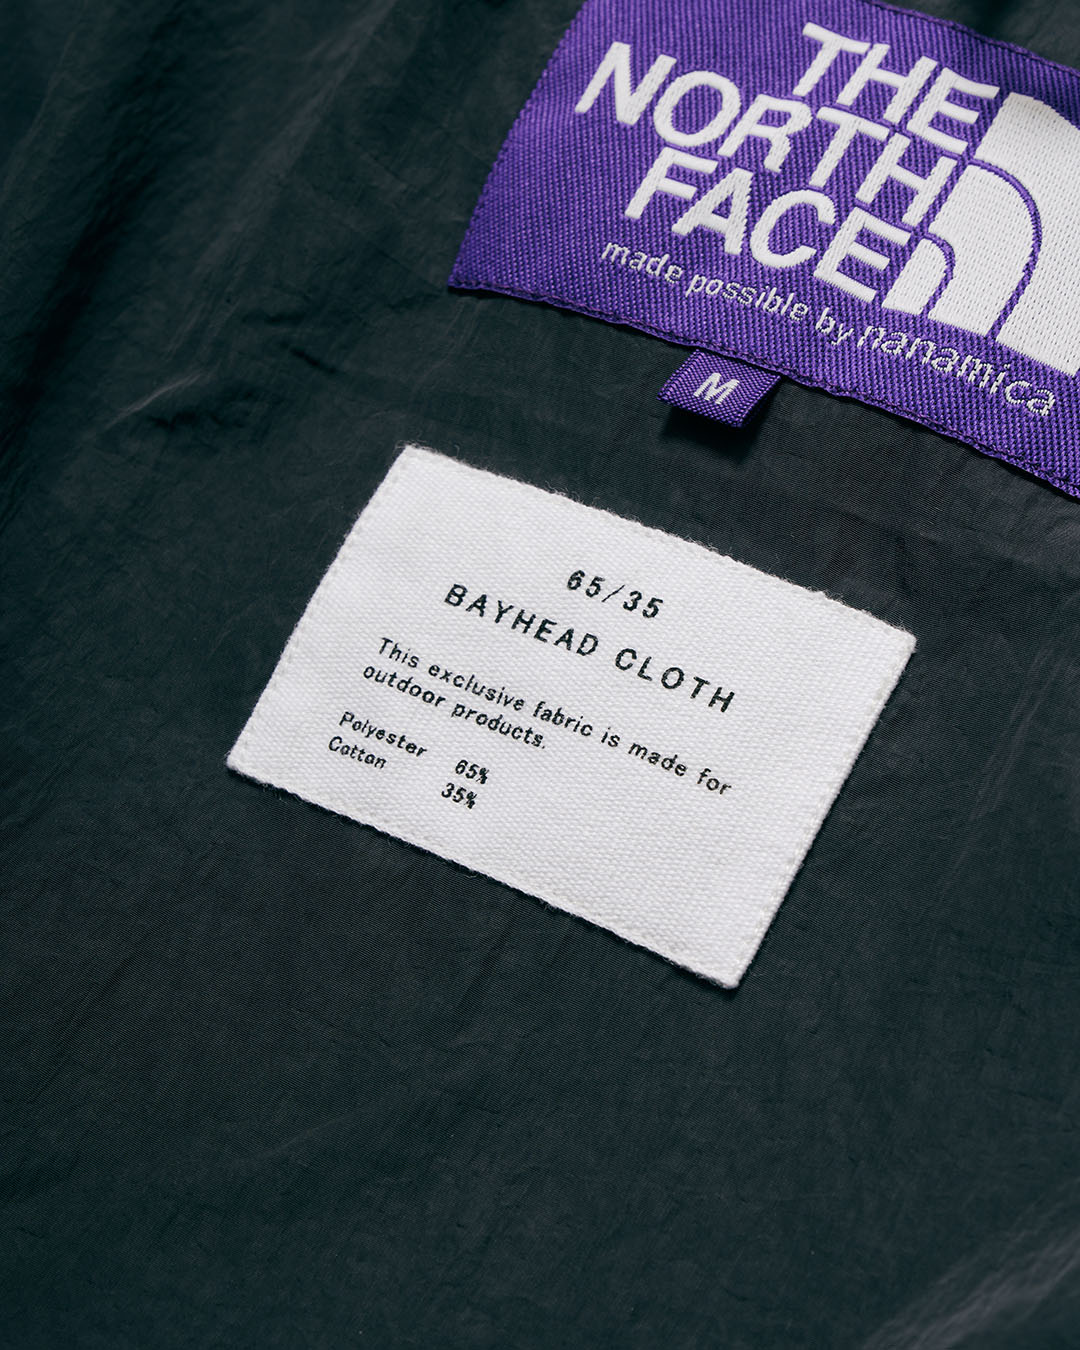 THE
NORTH
FACE
made possible by nanamica
M
65/35
BAYHEAD CLOTH
This exclusive fabric is made for
outdoor products.
Polyester 65%
Cotton 35%